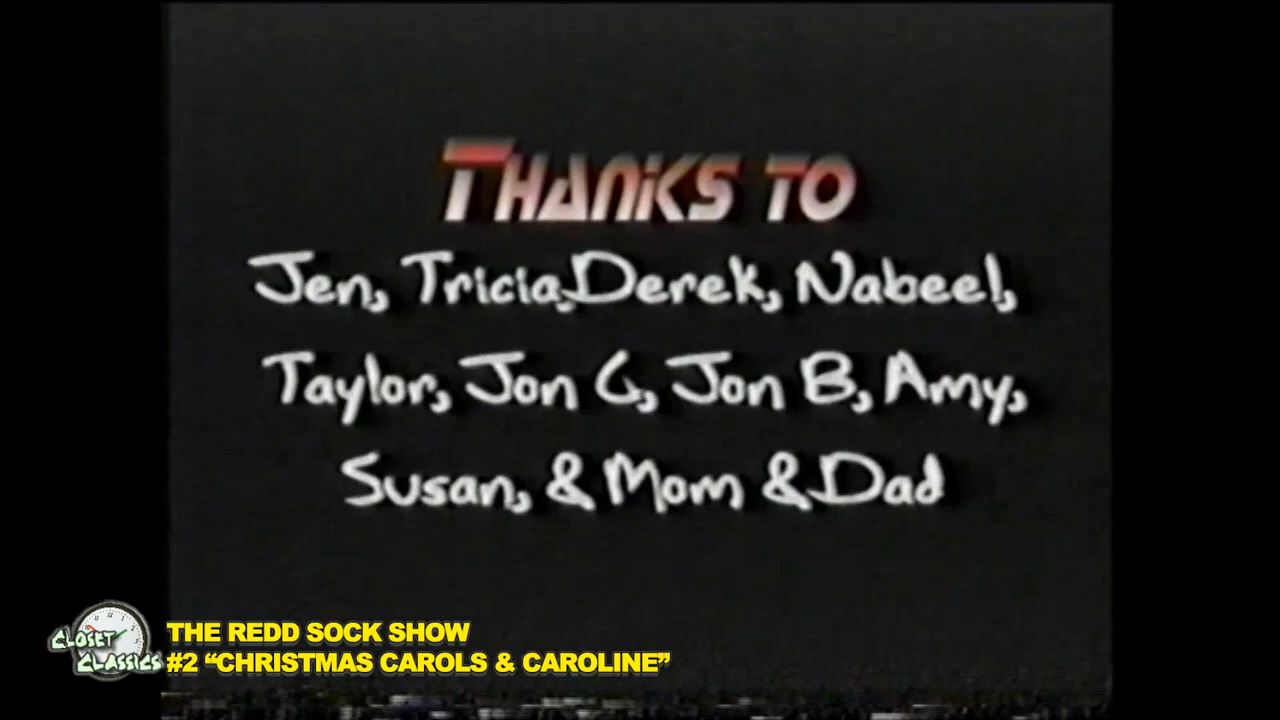 THANKS TO
Jen, Tricia, Derek, Nabeel,
Taylor, Jon C, Jon B, Amy,
Susan, & Mom & Dad
CLOSET
CLASSICS
THE REDD SOCK SHOW
#2 “CHRISTMAS CAROLS & CAROLINE”